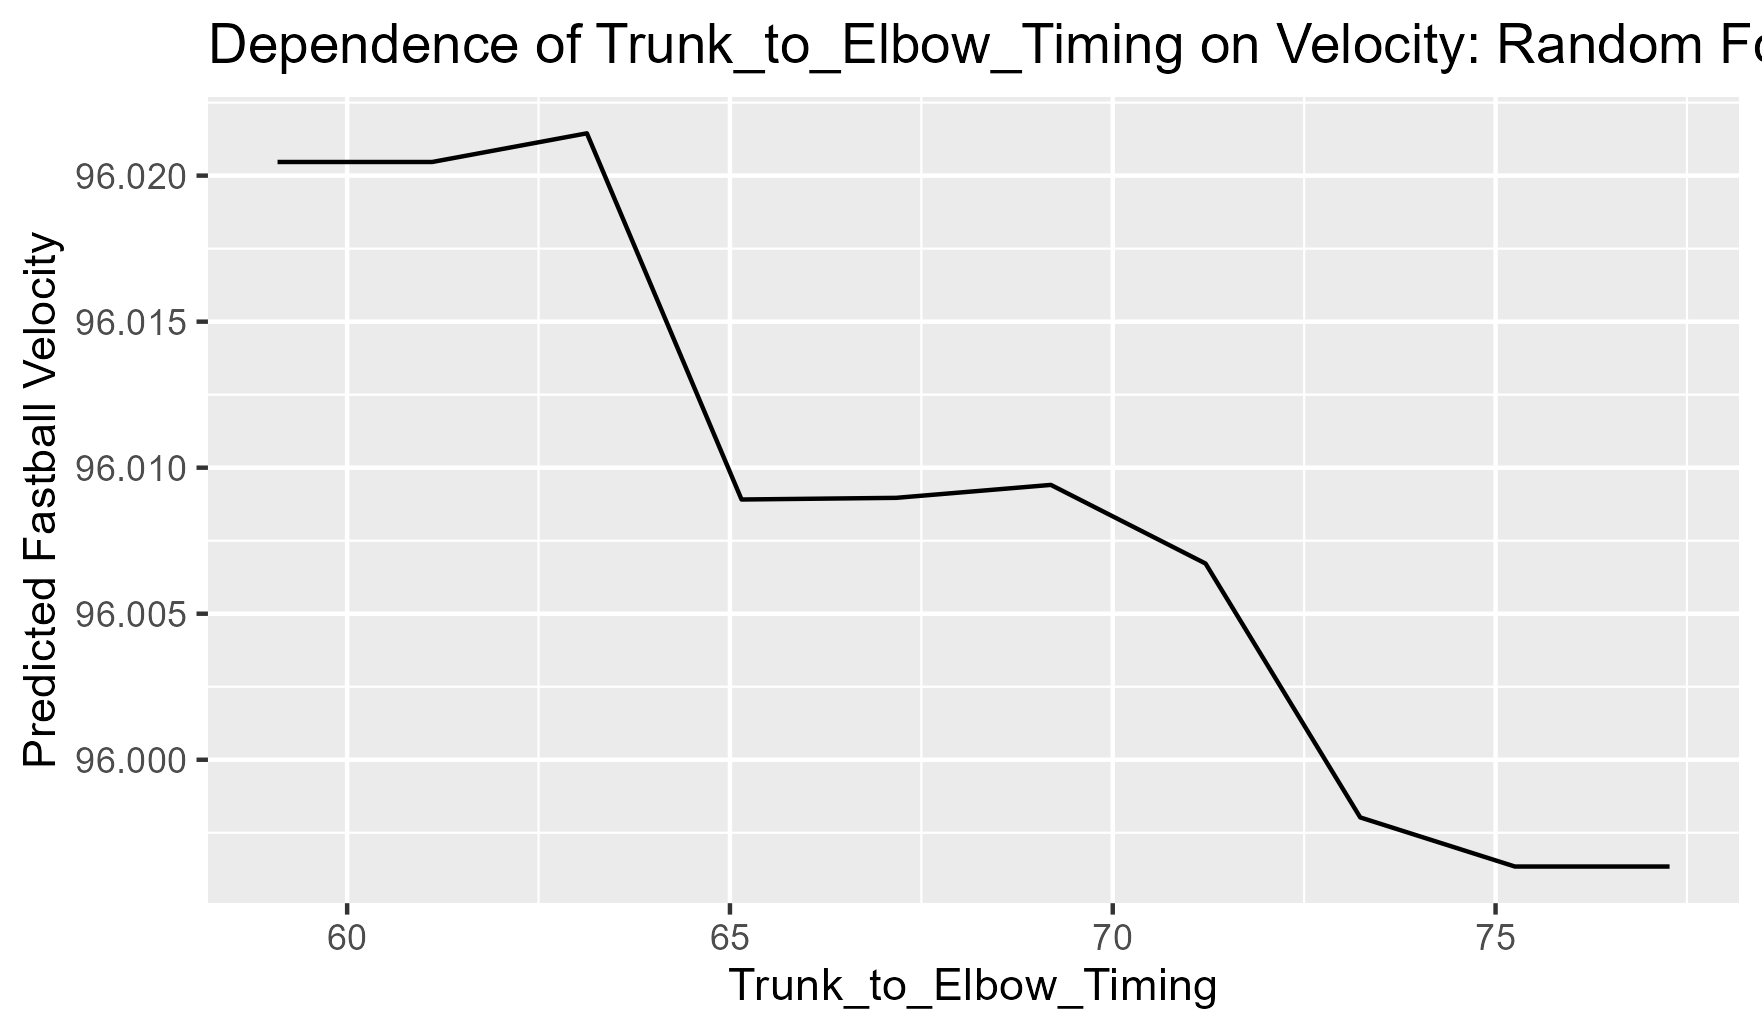 Dependence of Trunk_to_Elbow_Timing on Velocity: Random
Predicted Fastball Velocity
96.020
96.015
96.010
96.005
96.000
60 65 70 75
Trunk_to_Elbow_Timing